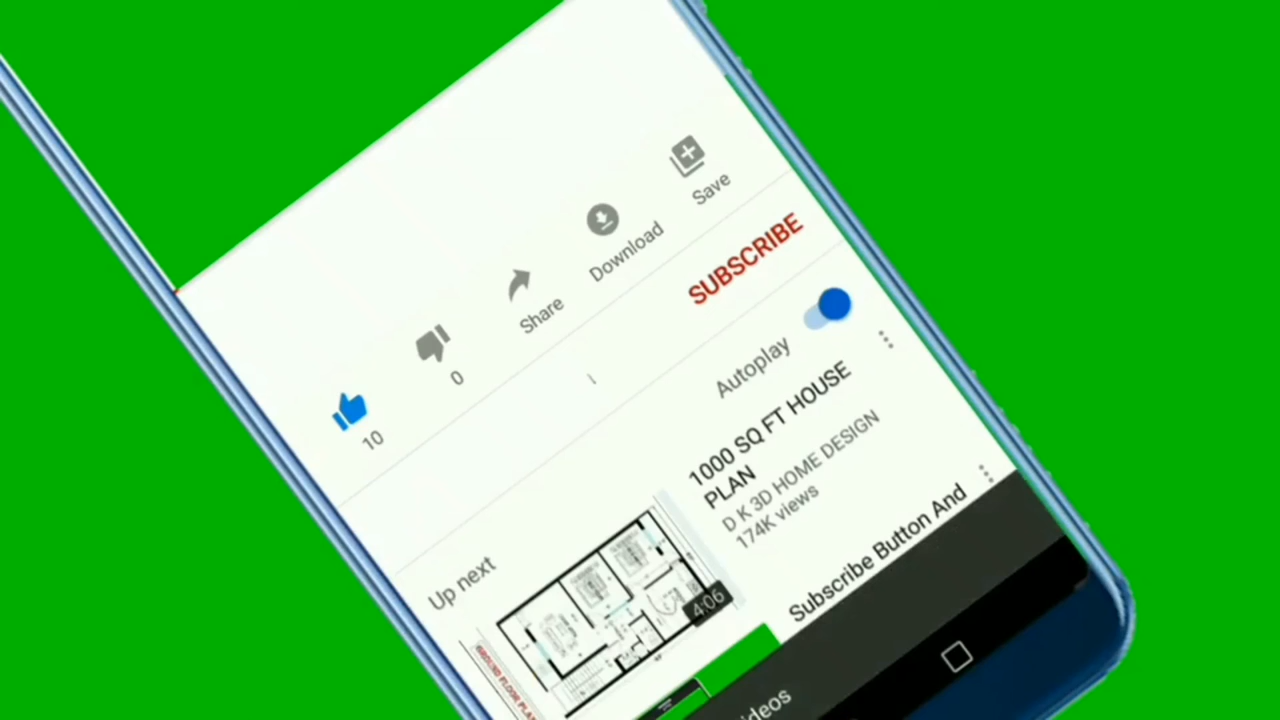 10
0
Share
Download
Save
SUBSCRIBE
Up next
Autoplay
1000 SQ FT HOUSE
PLAN
D K 3D HOME DESIGN
174K views
4:06
Subscribe Button And